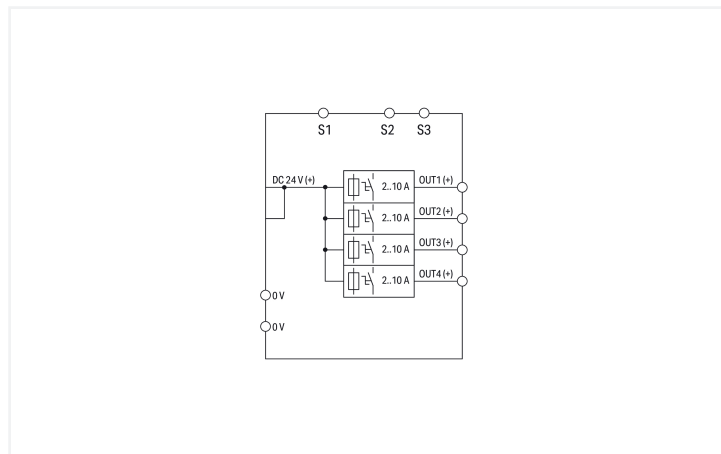 S1 S2 S3
DC 24 V (+) 2..10 A OUT1 (+)
2..10 A OUT2 (+)
2..10 A OUT3 (+)
2..10 A OUT4 (+)
0 V
0 V